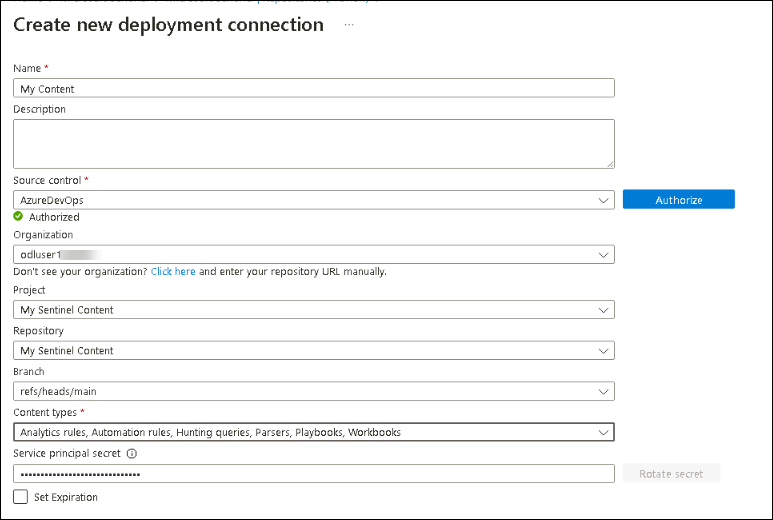 Create new deployment connection ...
Name *
My Content
Description
Source control *
AzureDevOps
Authorize
Authorized
Organization
odluser1
Don't see your organization? Click here and enter your repository URL manually.
Project
My Sentinel Content
Repository
My Sentinel Content
Branch
refs/heads/main
Content types *
Analytics rules, Automation rules, Hunting queries, Parsers, Playbooks, Workbooks
Service principal secret
•••••••••••••••••••••••••••••
Rotate secret
Set Expiration